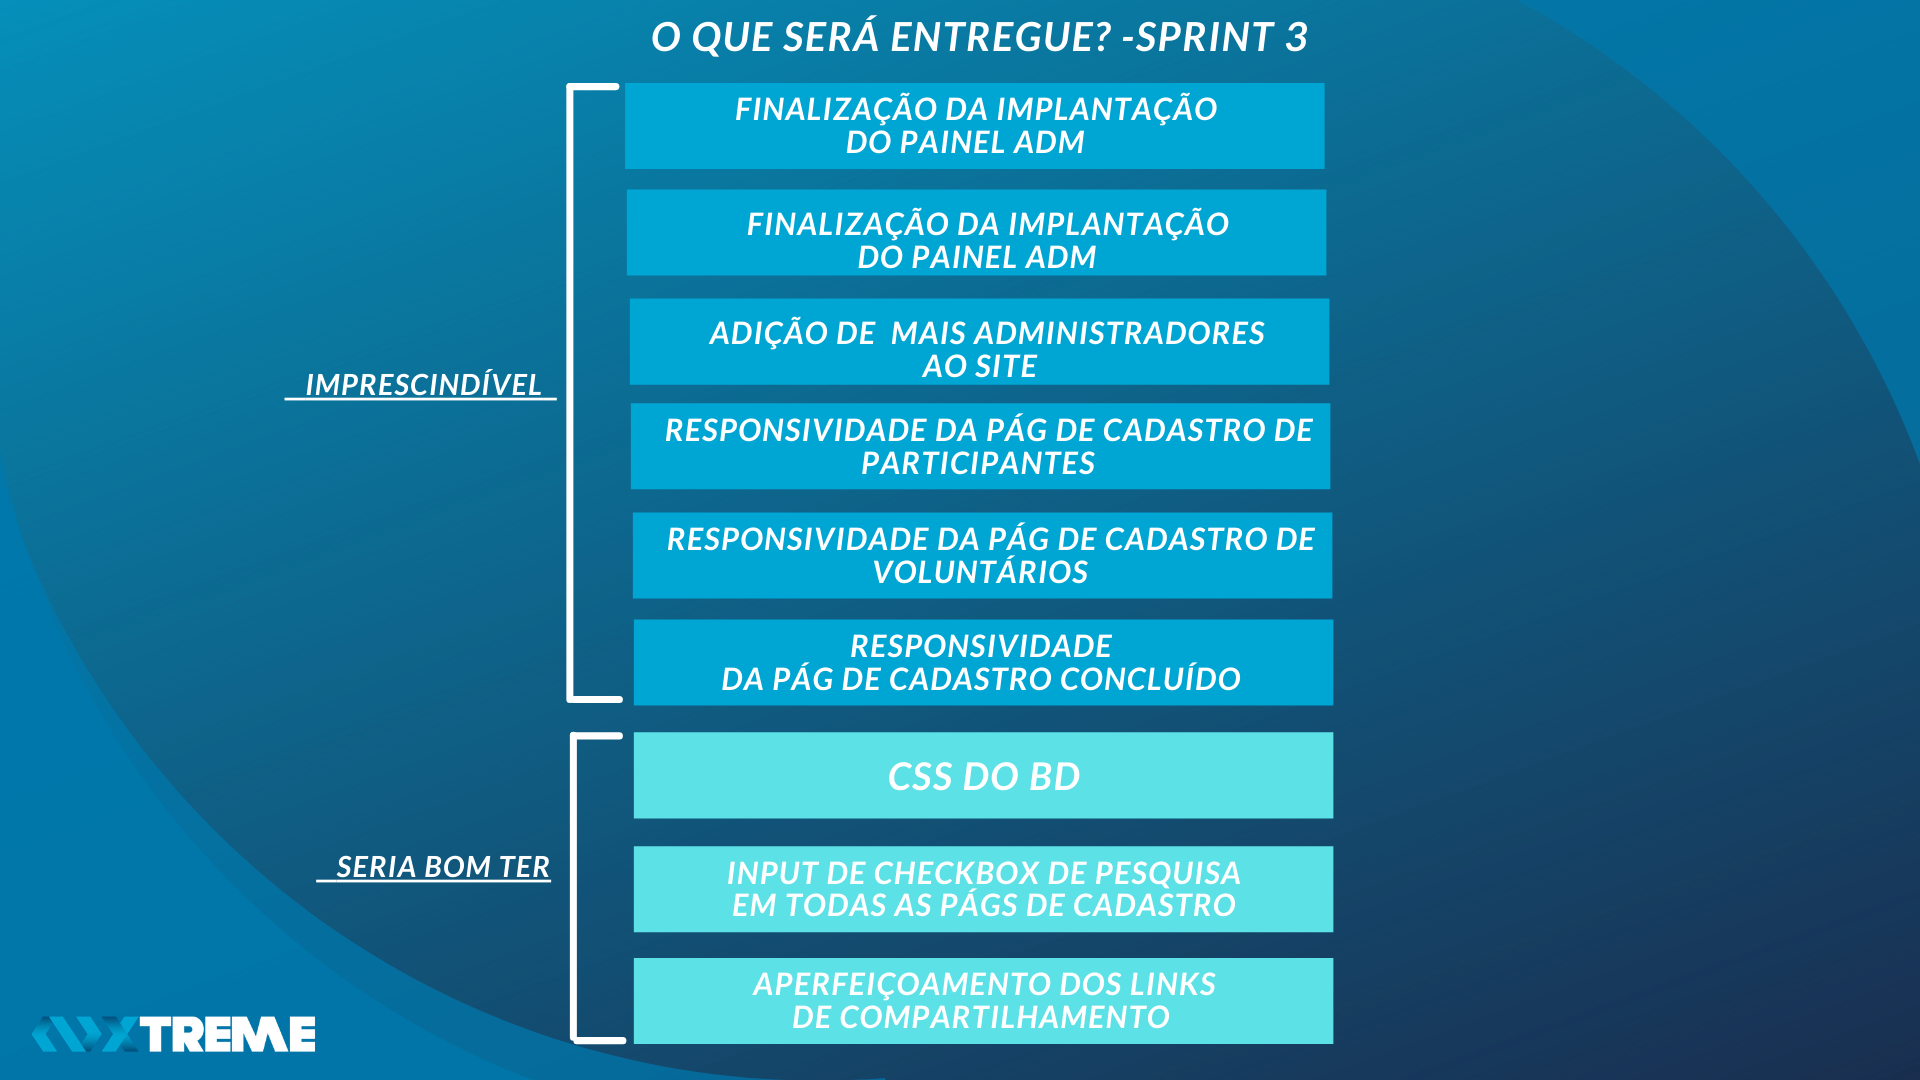 O QUE SERÁ ENTREGUE? -SPRINT 3
FINALIZAÇÃO DA IMPLANTAÇÃO
DO PAINEL ADM
FINALIZAÇÃO DA IMPLANTAÇÃO
DO PAINEL ADM
ADIÇÃO DE MAIS ADMINISTRADORES
AO SITE
IMPRESCINDÍVEL
RESPONSIVIDADE DA PÁG DE CADASTRO DE
PARTICIPANTES
RESPONSIVIDADE DA PÁG DE CADASTRO DE
VOLUNTÁRIOS
RESPONSIVIDADE
DA PÁG DE CADASTRO CONCLUÍDO
CSS DO BD
SERIA BOM TER
INPUT DE CHECKBOX DE PESQUISA
EM TODAS AS PÁGS DE CADASTRO
APERFEIÇOAMENTO DOS LINKS
DE COMPARTILHAMENTO
XTREME